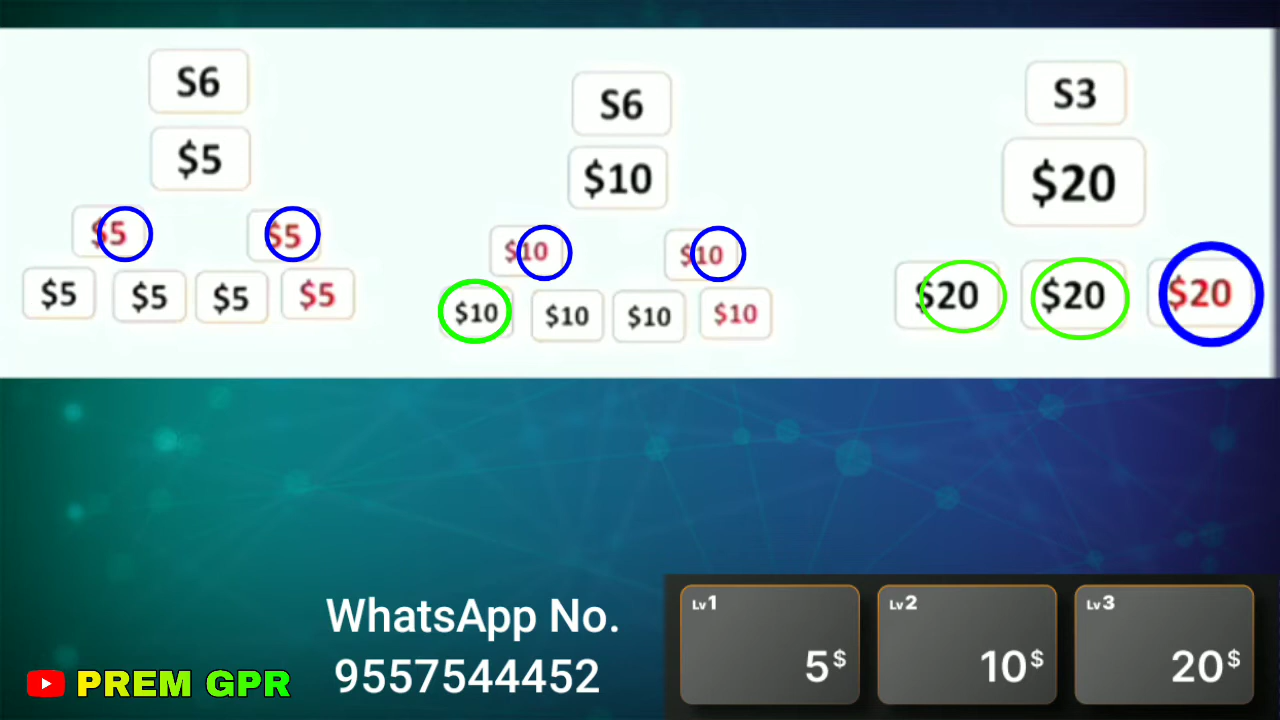 S6
$5
$5 $5
$5 $5 $5 $5
S6
$10
$10 $10
$10 $10 $10 $10
S3
$20
$20 $20 $20
WhatsApp No.
9557544452
PREM GPR
Lv1 Lv2 Lv3
5$ 10$ 20$